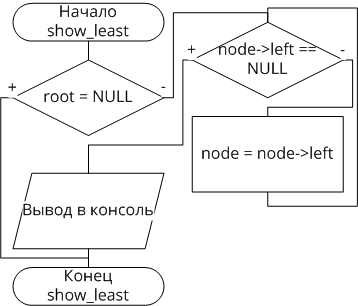 Начало
show_least
+
root = NULL
-
+
node->left ==
NULL
-
node = node->left
Вывод в консоль
Конец
show_least